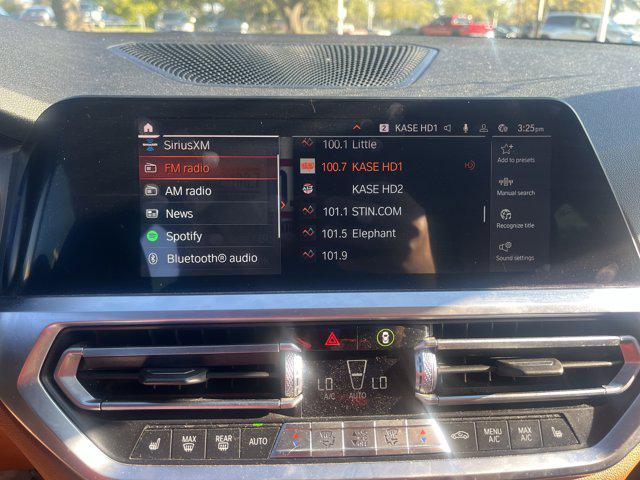 2 KASE HD1 3:25pm
SiriusXM
FM radio
AM radio
News
Spotify
Bluetooth® audio
100.1 Little
100.7 KASE HD1
KASE HD2
101.1 STIN.COM
101.5 Elephant
101.9
Add to presets
Manual search
Recognize title
Sound settings
LO A/C
AUTO
LO
MAX
REAR
AUTO
MENU A/C
MAX A/C